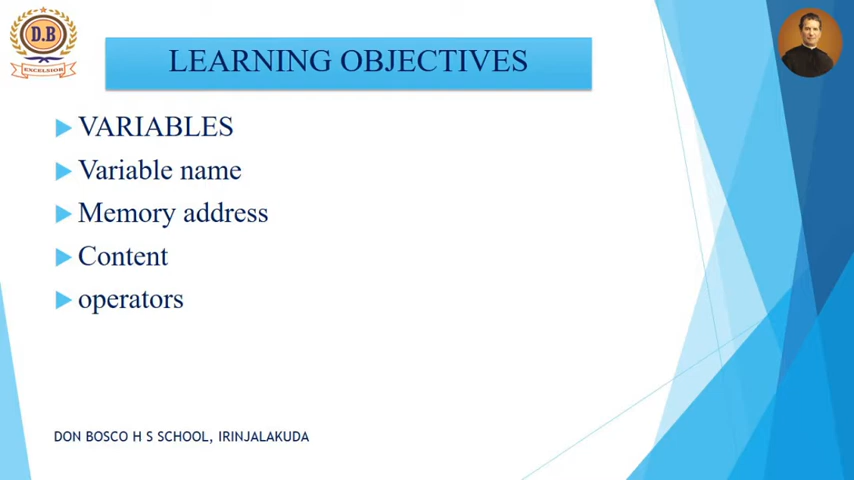 D.B
EXCELSIOR
LEARNING OBJECTIVES
VARIABLES
Variable name
Memory address
Content
operators
DON BOSCO H S SCHOOL, IRINJALAKUDA